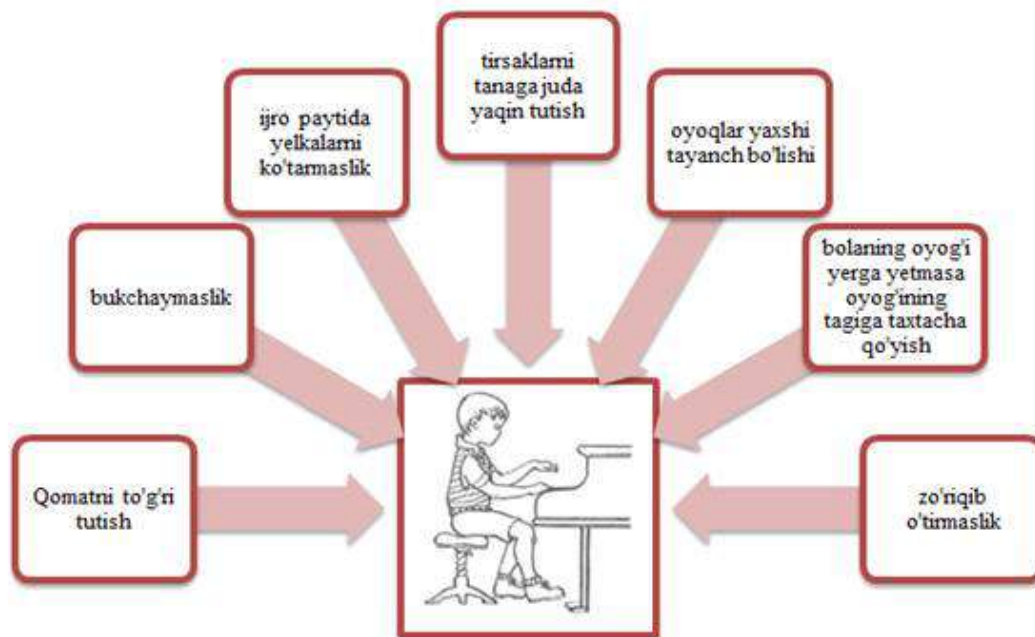 Qomatni to'g'ri
tutish
bukchaymaslik
ijro paytida
yelkalarni
ko'tarmaslik
tirsaklarni
tanaga juda
yaqin tutish
oyoqlar yaxshi
tayanch bo'lishi
bolaning oyog'i
yerga yetmasa
oyog'ining
tagiga taxtacha
qo'yish
zo'riqib
o'tirmaslik